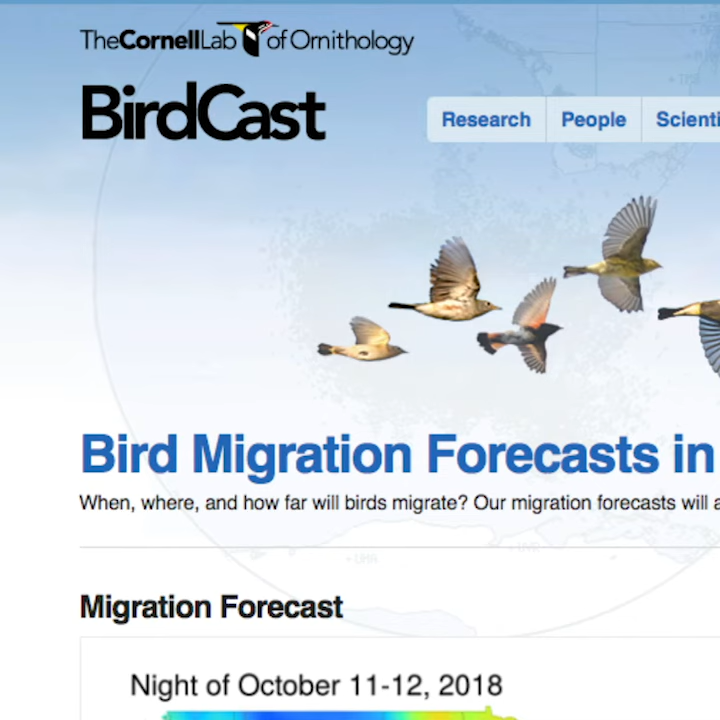 TheCornellLab of Ornithology
BirdCast
Research People Scienti
Bird Migration Forecasts in
When, where, and how far will birds migrate? Our migration forecasts will a
Migration Forecast
Night of October 11-12, 2018